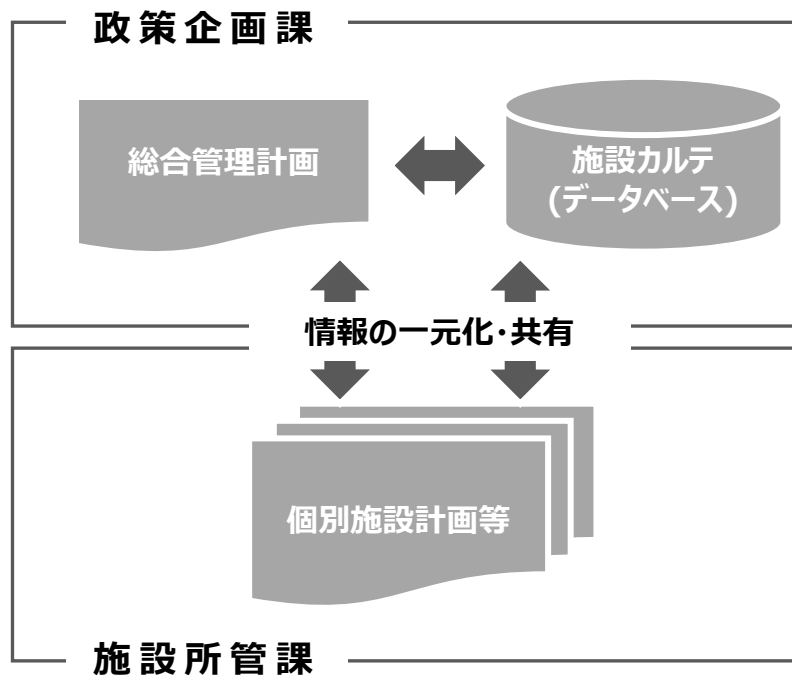 政策企画課
総合管理計画
施設カルテ
(データベース)
情報の一元化・共有
個別施設計画等
施設所管課